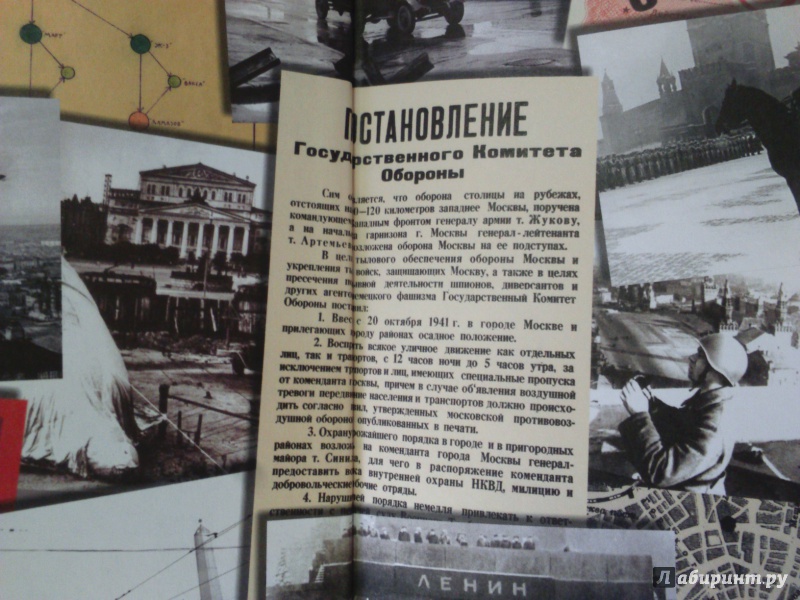 ПОСТАНОВЛЕНИЕ
Государственного Комитета
Обороны
Сим объявляется, что оборона столицы на рубежах,
отстоящих на 100—120 километров западнее Москвы, поручена
командующему западным фронтом генералу армии т. Жукову,
а на начальника гарнизона г. Москвы генерал-лейтенанта
т. Артемьева возложена оборона Москвы на ее подступах.
В целях тылового обеспечения обороны Москвы и
укрепления тыла войск, защищающих Москву, а также в целях
пресечения подрывной деятельности шпионов, диверсантов и
других агентов немецкого фашизма Государственный Комитет
Обороны постановил:
1. Ввести с 20 октября 1941 г. в городе Москве и
прилегающих к городу районах осадное положение.
2. Воспретить всякое уличное движение как отдельных
лиц, так и транспортов, с 12 часов ночи до 5 часов утра, за
исключением транспортов и лиц, имеющих специальные пропуска
от коменданта г. Москвы, причем в случае об'явления воздушной
тревоги передвижение населения и транспортов должно происхо-
дить согласно правил, утвержденных московской противовоз-
душной обороной и опубликованных в печати.
3. Охрану строжайшего порядка в городе и в пригородных
районах возложить на коменданта города Москвы генерал-
майора т. Синилова, для чего в распоряжение коменданта
предоставить войска внутренней охраны НКВД, милицию и
добровольческие рабочие отряды.
4. Нарушителей порядка немедля привлекать к ответ-
ственности с
ЛЕНИН
Лабиринт.ру